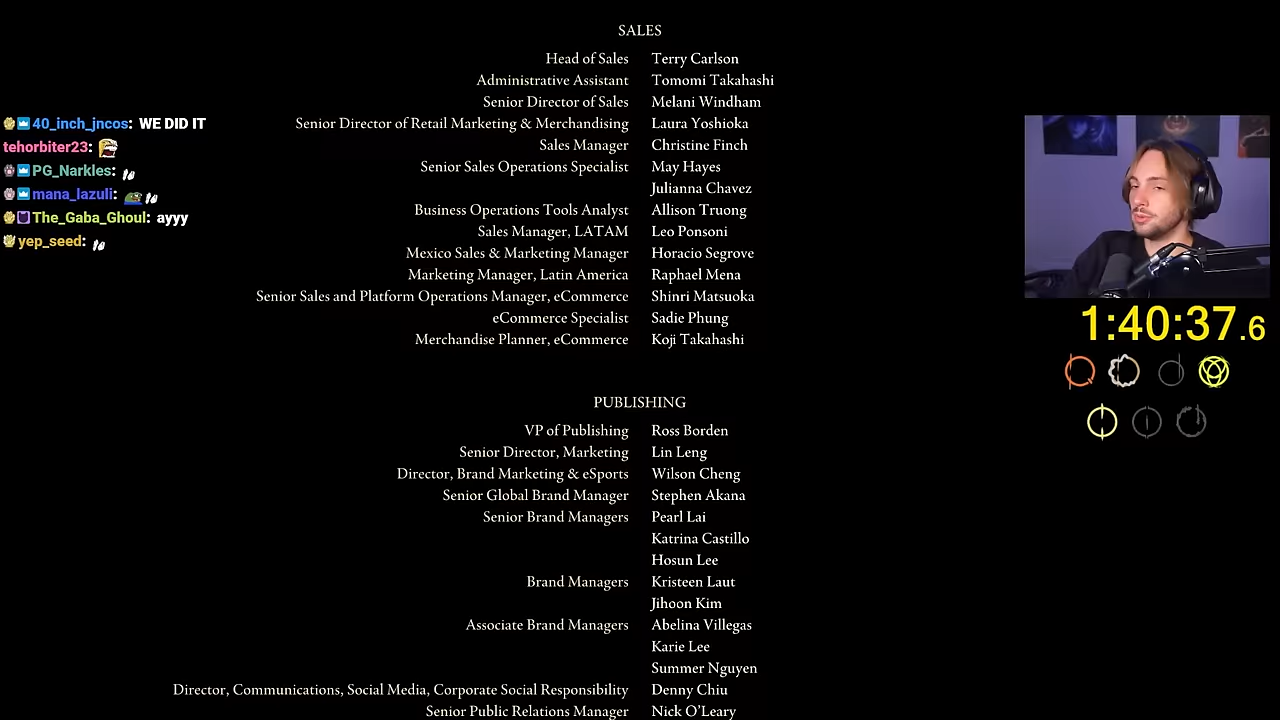 SALES
Head of Sales Terry Carlson
Administrative Assistant Tomomi Takahashi
Senior Director of Sales Melani Windham
Senior Director of Retail Marketing & Merchandising Laura Yoshioka
Sales Manager Christine Finch
Senior Sales Operations Specialist May Hayes
Julianna Chavez
Business Operations Tools Analyst Allison Truong
Sales Manager, LATAM Leo Ponsoni
Mexico Sales & Marketing Manager Horacio Segrove
Marketing Manager, Latin America Raphael Mena
Senior Sales and Platform Operations Manager, eCommerce Shinri Matsuoka
eCommerce Specialist Sadie Phung
Merchandise Planner, eCommerce Koji Takahashi
PUBLISHING
VP of Publishing Ross Borden
Senior Director, Marketing Lin Leng
Director, Brand Marketing & eSports Wilson Cheng
Senior Global Brand Manager Stephen Akana
Senior Brand Managers Pearl Lai
Katrina Castillo
Hosun Lee
Brand Managers Kristeen Laut
Jihoon Kim
Associate Brand Managers Abelina Villegas
Karie Lee
Summer Nguyen
Director, Communications, Social Media, Corporate Social Responsibility Denny Chiu
Senior Public Relations Manager Nick O'Leary
40_inch_jncos: WE DID IT
tehorbiter23:
PG_Narkles:
mana_lazuli:
The_Gaba_Ghoul: ayyy
yep_seed:
1:40:37.6